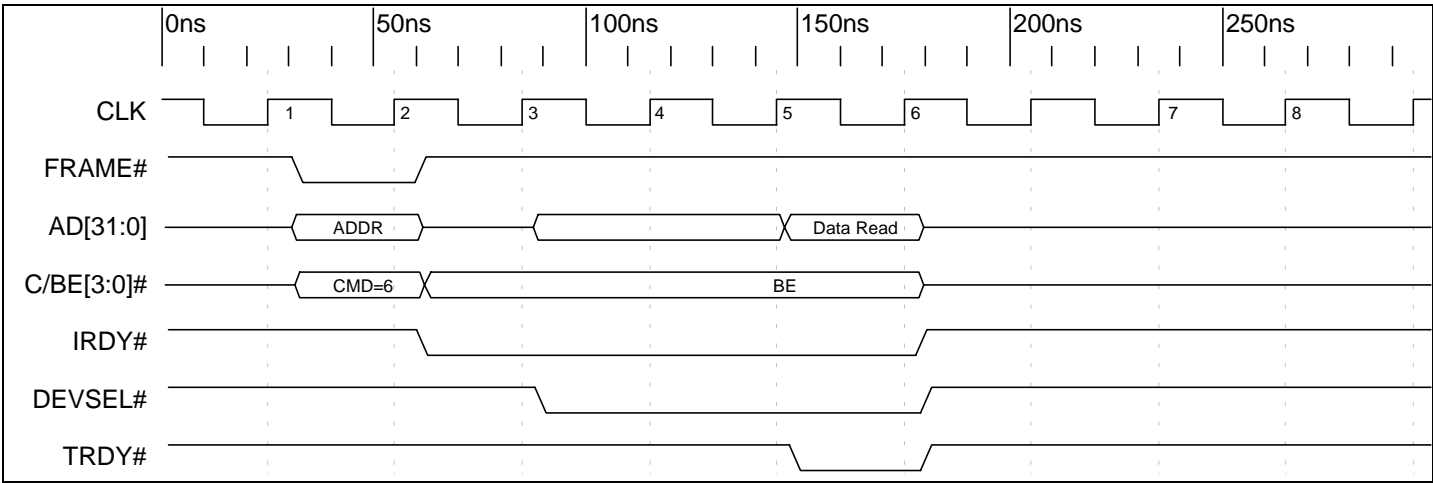 0ns 50ns 100ns 150ns 200ns 250ns
CLK 1 2 3 4 5 6 7 8
FRAME#
AD[31:0] ADDR Data Read
C/BE[3:0]# CMD=6 BE
IRDY#
DEVSEL#
TRDY#